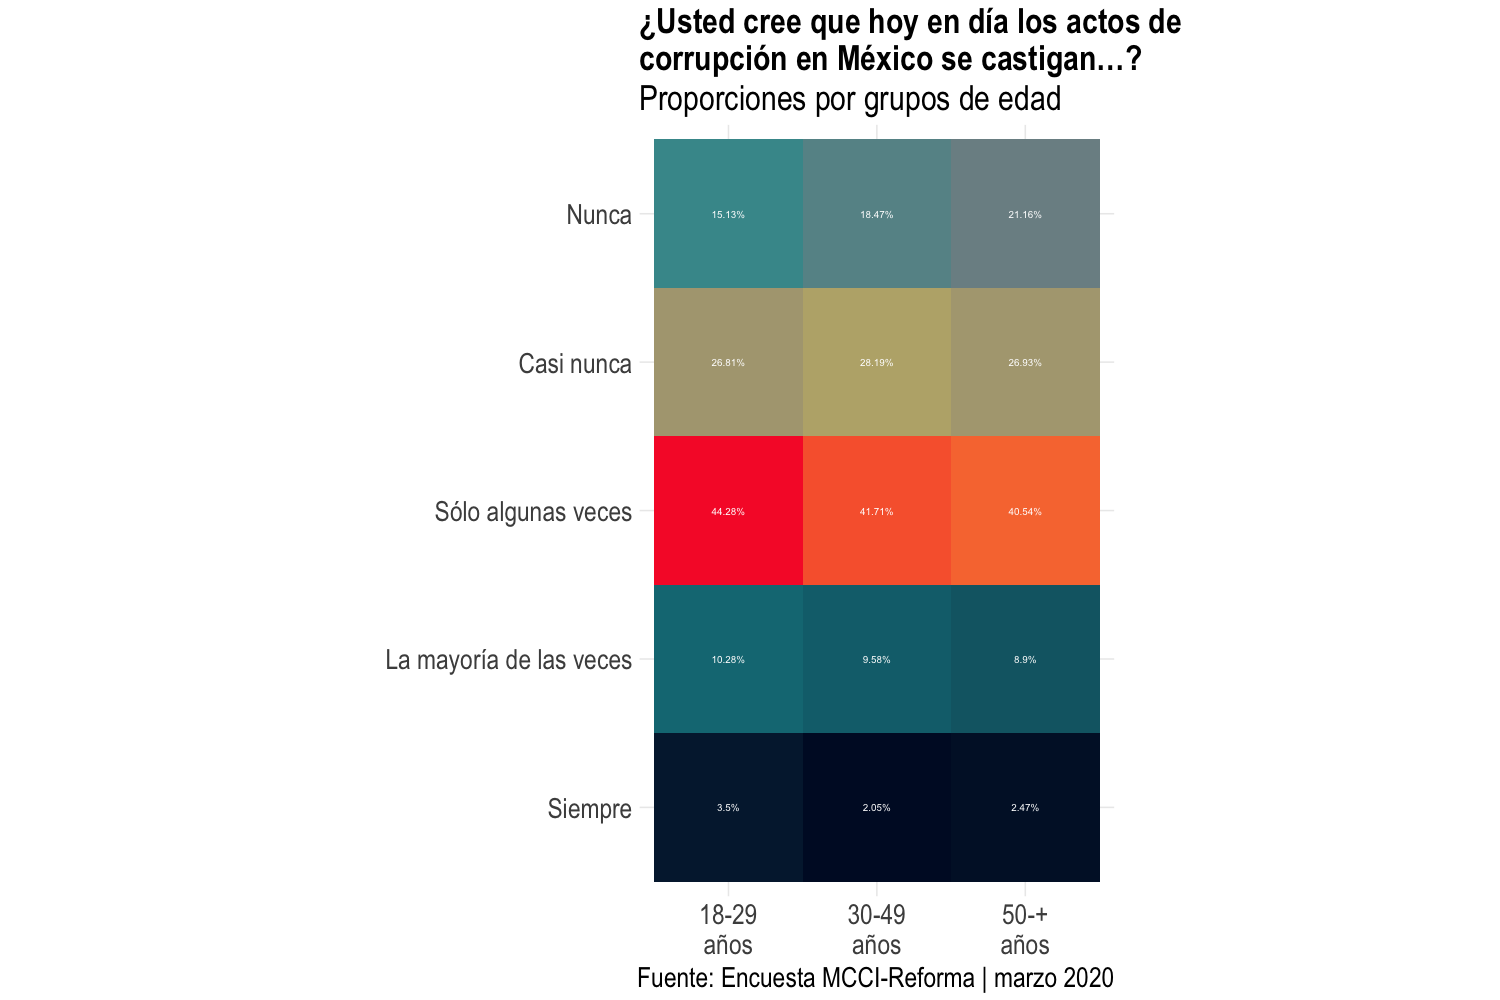 ¿Usted cree que hoy en día los actos de
corrupción en México se castigan…?
Proporciones por grupos de edad
Nunca
15.13%
18.47%
21.16%
Casi nunca
26.81%
28.19%
26.93%
Sólo algunas veces
44.28%
41.71%
40.54%
La mayoría de las veces
10.28%
9.58%
8.9%
Siempre
3.5%
2.05%
2.47%
18-29
años
30-49
años
50-+
años
Fuente: Encuesta MCCI-Reforma | marzo 2020